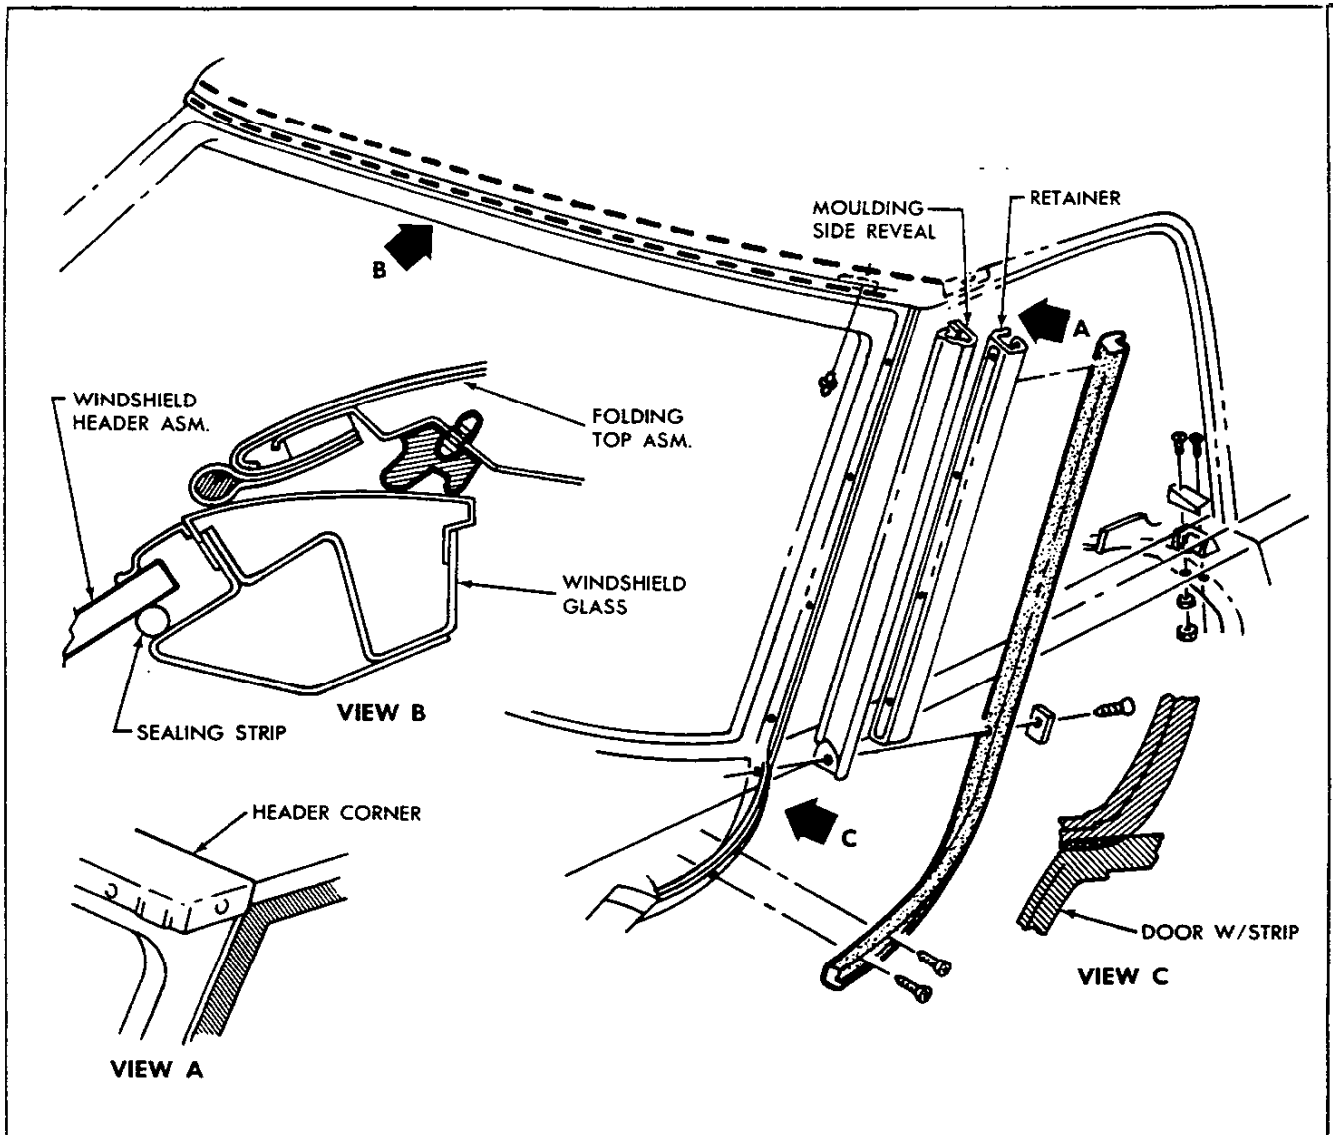 MOULDING
SIDE REVEAL
RETAINER
B
A
WINDSHIELD
HEADER ASM.
FOLDING
TOP ASM.
WINDSHIELD
GLASS
VIEW B
SEALING STRIP
HEADER CORNER
C
DOOR W/STRIP
VIEW C
VIEW A